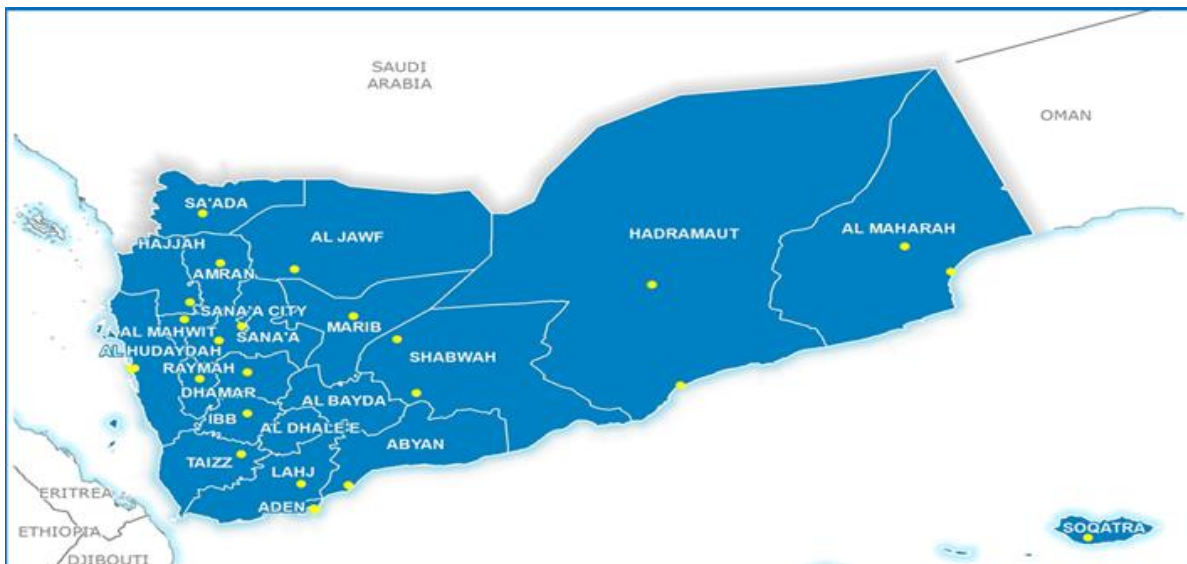 SAUDI
ARABIA
OMAN
SA'ADA
HAJJAH
AL JAWF
HADRAMAUT
AL MAHARAH
AMRAN
SANA'A CITY
MARIB
AL MAHWIT
SANA'A
AL HUDAYDAH
SHABWAH
RAYMAH
DHAMAR
AL BAYDA
IBB
AL DHALE'E
ABYAN
TAIZZ
LAHJ
ERITREA
ADEN
SOQATRA
ETHIOPIA
DJIBOUTI